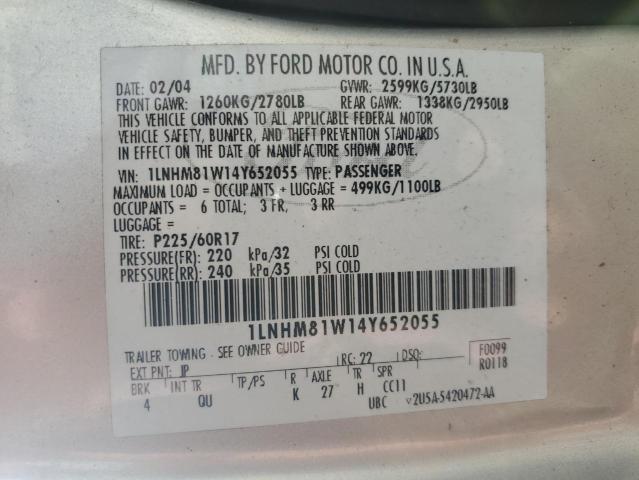 MFD. BY FORD MOTOR CO. IN U.S.A.
DATE: 02/04 GVWR: 2599KG/5730LB
FRONT GAWR: 1260KG/2780LB REAR GAWR: 1338KG/2950LB
THIS VEHICLE CONFORMS TO ALL APPLICABLE FEDERAL MOTOR
VEHICLE SAFETY, BUMPER, AND THEFT PREVENTION STANDARDS
IN EFFECT ON THE DATE OF MANUFACTURE SHOWN ABOVE.
VIN: 1LNHM81W14Y652055 TYPE: PASSENGER
MAXIMUM LOAD = OCCUPANTS + LUGGAGE = 499KG/1100LB
OCCUPANTS = 6 TOTAL; 3 FR, 3 RR
LUGGAGE =
TIRE: P225/60R17
PRESSURE(FR) 220 kPa/32 PSI COLD
PRESSURE(RR) 240 kPa/35 PSI COLD
1LNHM81W14Y652055
TRAILER TOWING - SEE OWNER GUIDE
EXT PNT: JP RC: 22 DSO: F0099
R0118
BRK INT TR TP/PS R AXLE TR SPR
4 QU K 27 H CC11
UBC v2U5A-5420472-AA